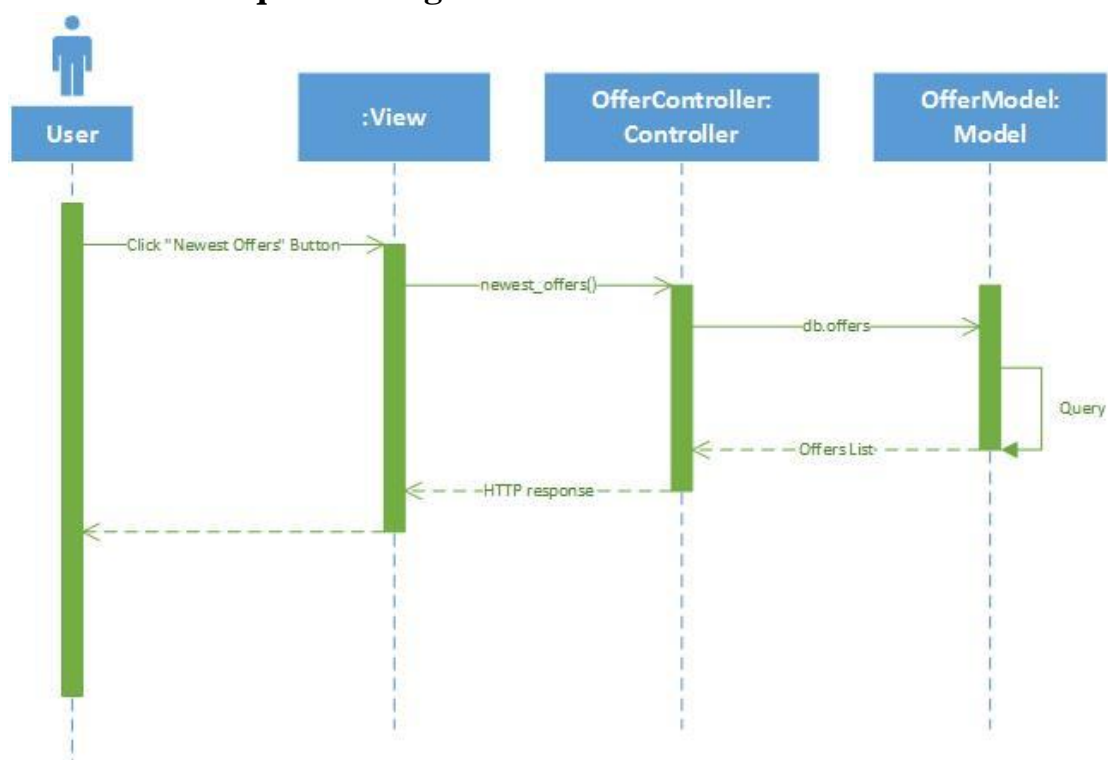 User
:View
OfferController:
Controller
OfferModel:
Model
Click "Newest Offers" Button
newest_offers()
db.offers
Query
Offers List
HTTP response